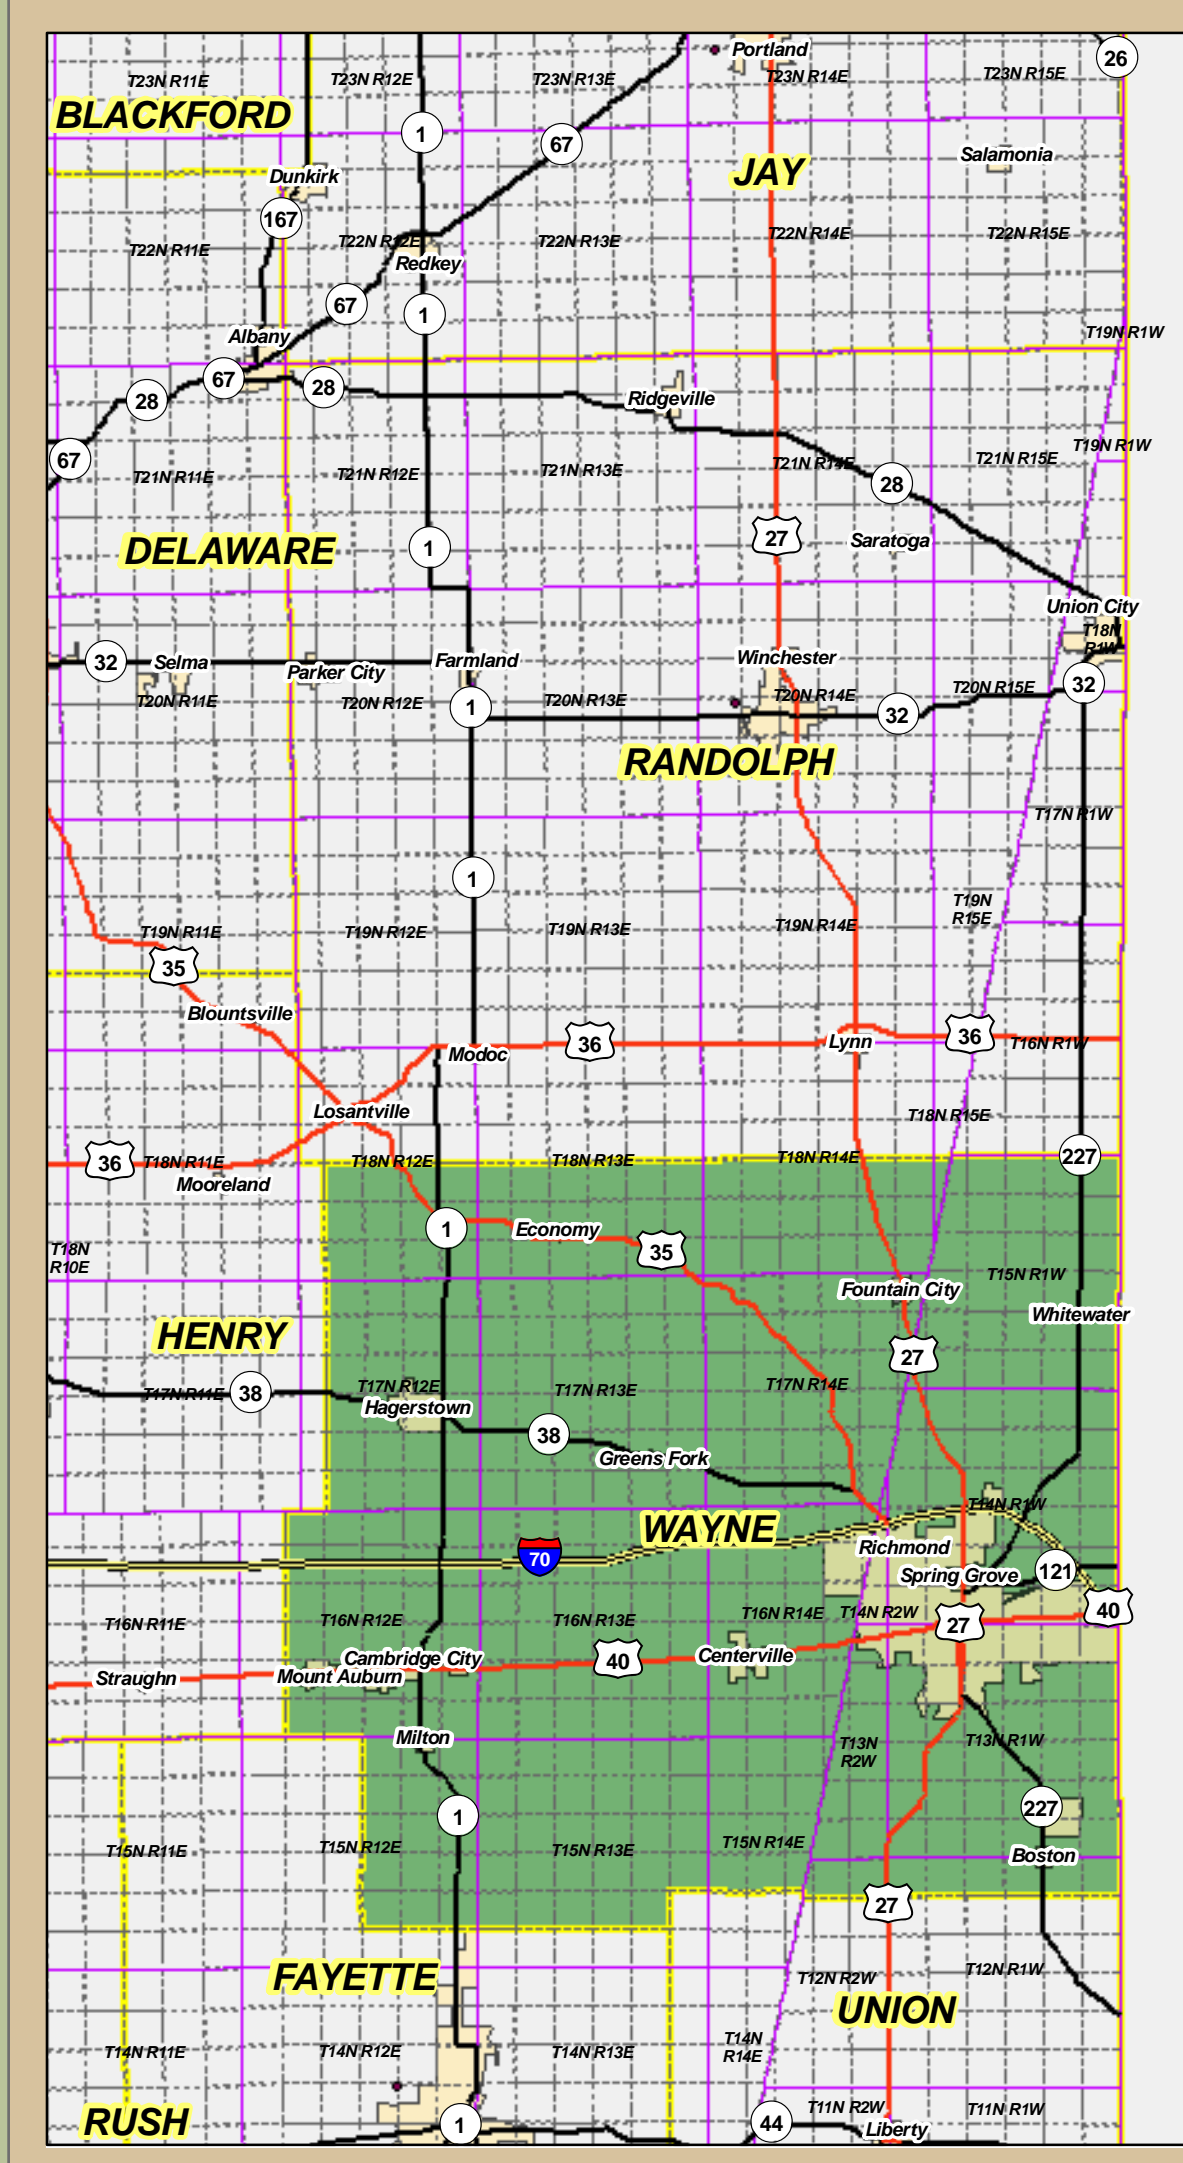 Portland
26
T23N R11E
T23N R12E
T23N R13E
T23N R14E
T23N R15E
BLACKFORD
1
67
JAY
Salamonia
Dunkirk
167
T22N R11E
T22N R12E
T22N R13E
T22N R14E
T22N R15E
Redkey
67
1
Albany
T19N R1W
67
28
28
Ridgeville
67
T19N R1W
T21N R11E
T21N R12E
T21N R13E
T21N R14E
T21N R15E
28
27
Saratoga
DELAWARE
1
Union City
T18N
R1W
32
Selma
Parker City
Farmland
Winchester
32
T20N R11E
T20N R12E
T20N R13E
T20N R14E
T20N R15E
1
32
RANDOLPH
T17N R1W
1
T19N R11E
T19N R12E
T19N R13E
T19N R14E
T19N
R15E
35
Blountsville
Modoc
36
Lynn
36
T16N R1W
Losantville
T18N R15E
36
T18N R11E
T18N R12E
T18N R13E
T18N R14E
227
Mooreland
1
Economy
35
T18N
R10E
T15N R1W
Fountain City
Whitewater
HENRY
27
T17N R11E
38
T17N R12E
T17N R13E
T17N R14E
Hagerstown
38
Greens Fork
T14N R1W
WAYNE
Richmond
70
Spring Grove
121
T16N R11E
T16N R12E
T16N R13E
T16N R14E
T14N R2W
27
40
Straughn
Mount Auburn
Cambridge City
40
Centerville
Milton
T13N
R2W
T13N R1W
1
227
T15N R11E
T15N R12E
T15N R13E
T15N R14E
Boston
27
FAYETTE
T12N R2W
T12N R1W
UNION
T14N R11E
T14N R12E
T14N R13E
T14N
R14E
RUSH
1
44
T11N R2W
T11N R1W
Liberty